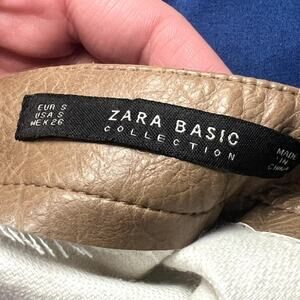 EUR S
USA S
MEX 26
ZARA BASIC
COLLECTION
MADE
IN
CHINA